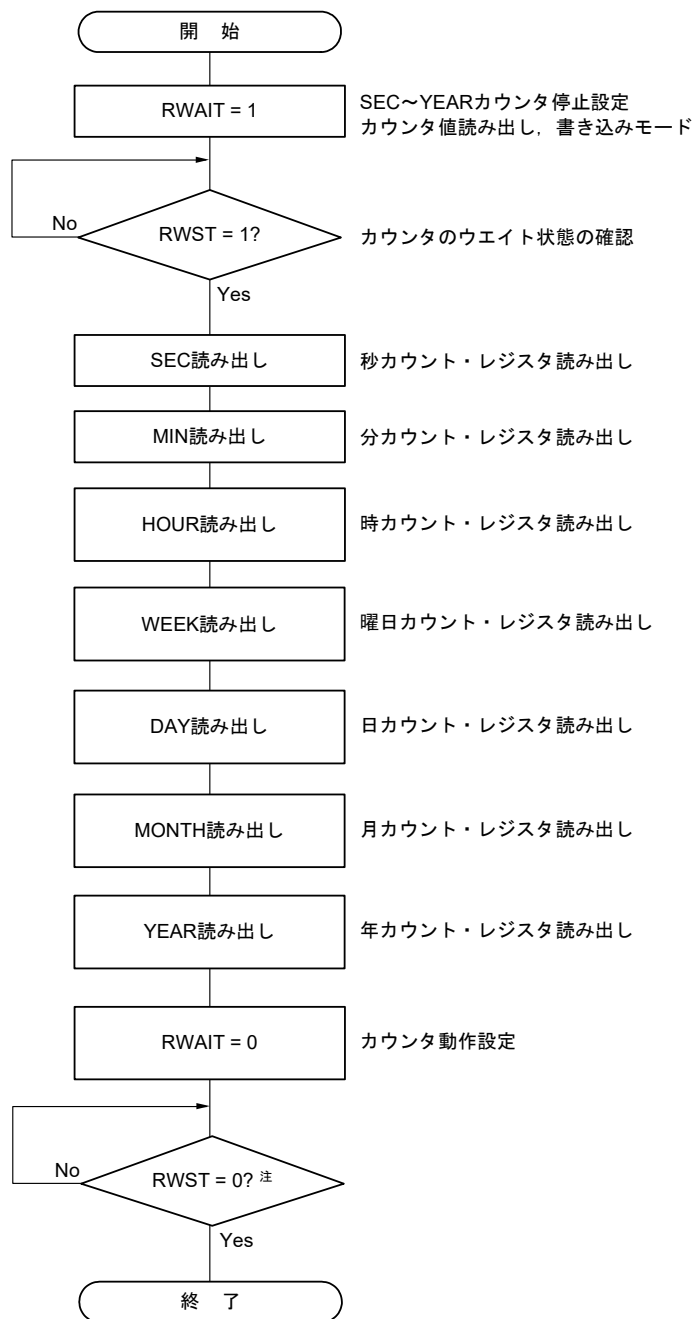 開 始
RWAIT = 1
SEC～YEARカウンタ停止設定
カウンタ値読み出し，書き込みモード
No
RWST = 1?
カウンタのウエイト状態の確認
Yes
SEC読み出し
秒カウント・レジスタ読み出し
MIN読み出し
分カウント・レジスタ読み出し
HOUR読み出し
時カウント・レジスタ読み出し
WEEK読み出し
曜日カウント・レジスタ読み出し
DAY読み出し
日カウント・レジスタ読み出し
MONTH読み出し
月カウント・レジスタ読み出し
YEAR読み出し
年カウント・レジスタ読み出し
RWAIT = 0
カウンタ動作設定
No
RWST = 0? 注
Yes
終 了